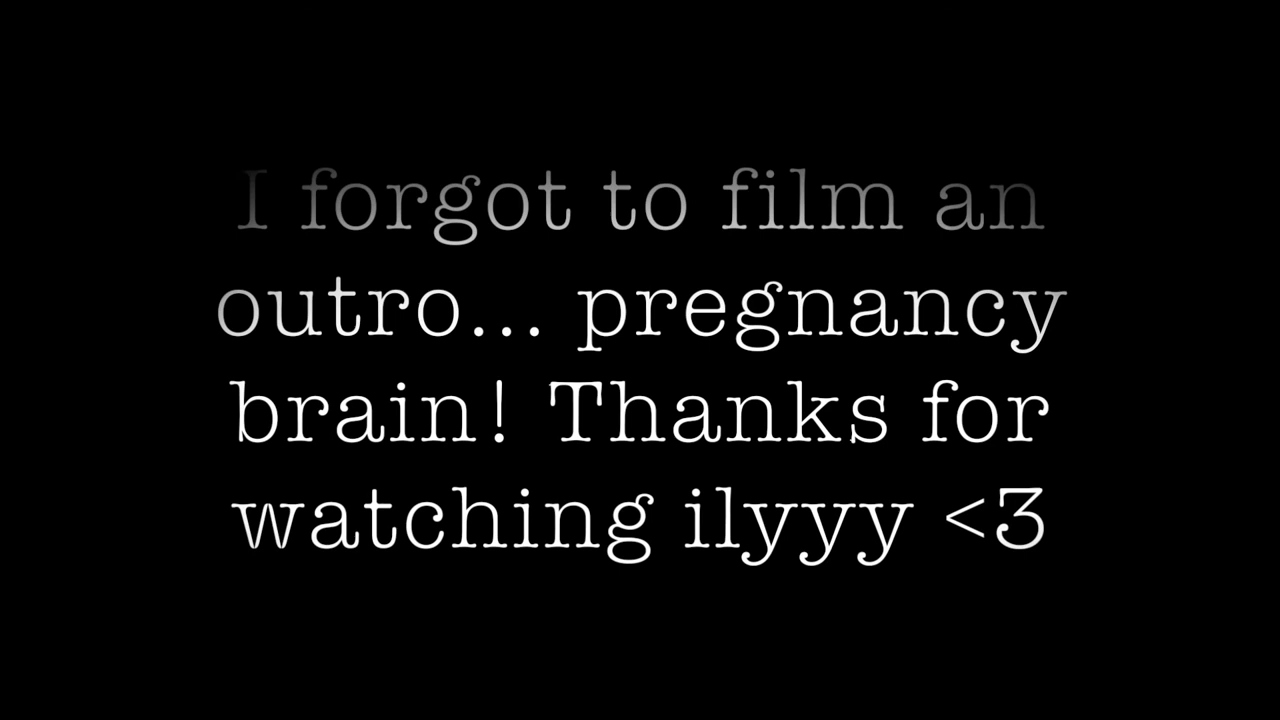 I forgot to film an
outro... pregnancy
brain! Thanks for
watching ilyyy <3